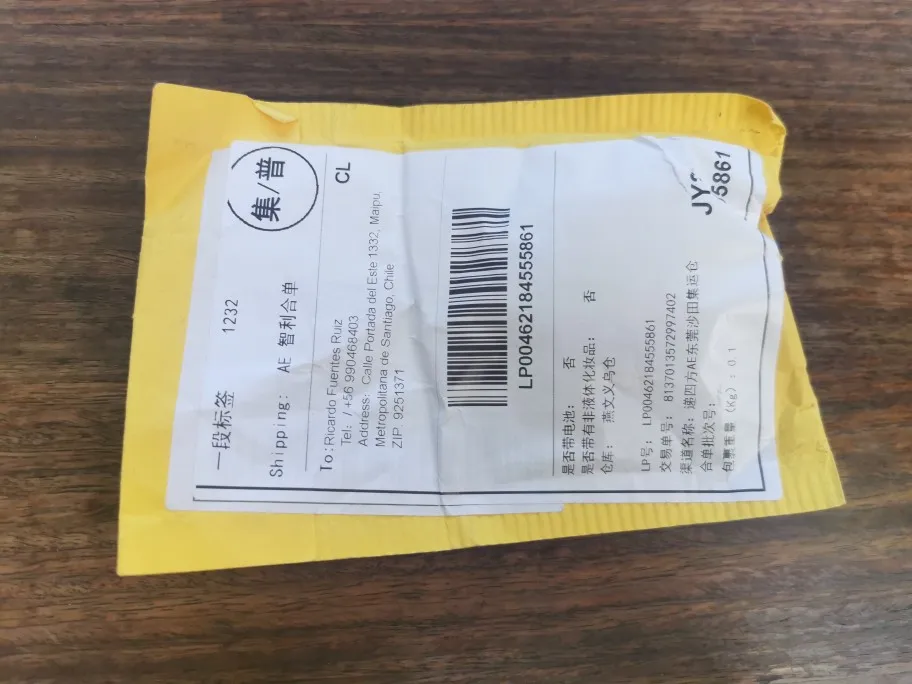 一段标签 1232
集/普
Shipping: AE 智利合单
CL
To:Ricardo Fuentes Ruiz
Tel: / +56 990468403
Address: Calle Portada del Este 1332, Maipu,
Metropolitana de Santiago, Chile
ZIP. 9251371
LP00462184555861
是否带电池: 否
是否带有非液体化妆品: 否
仓库: 燕文义乌仓
LP号: LP00462184555861
交易单号: 8137013572997402
渠道名称: 递四方AE东莞沙田集运仓
合单批次号:
包裹重量(Kg): 0.1
JY
5861